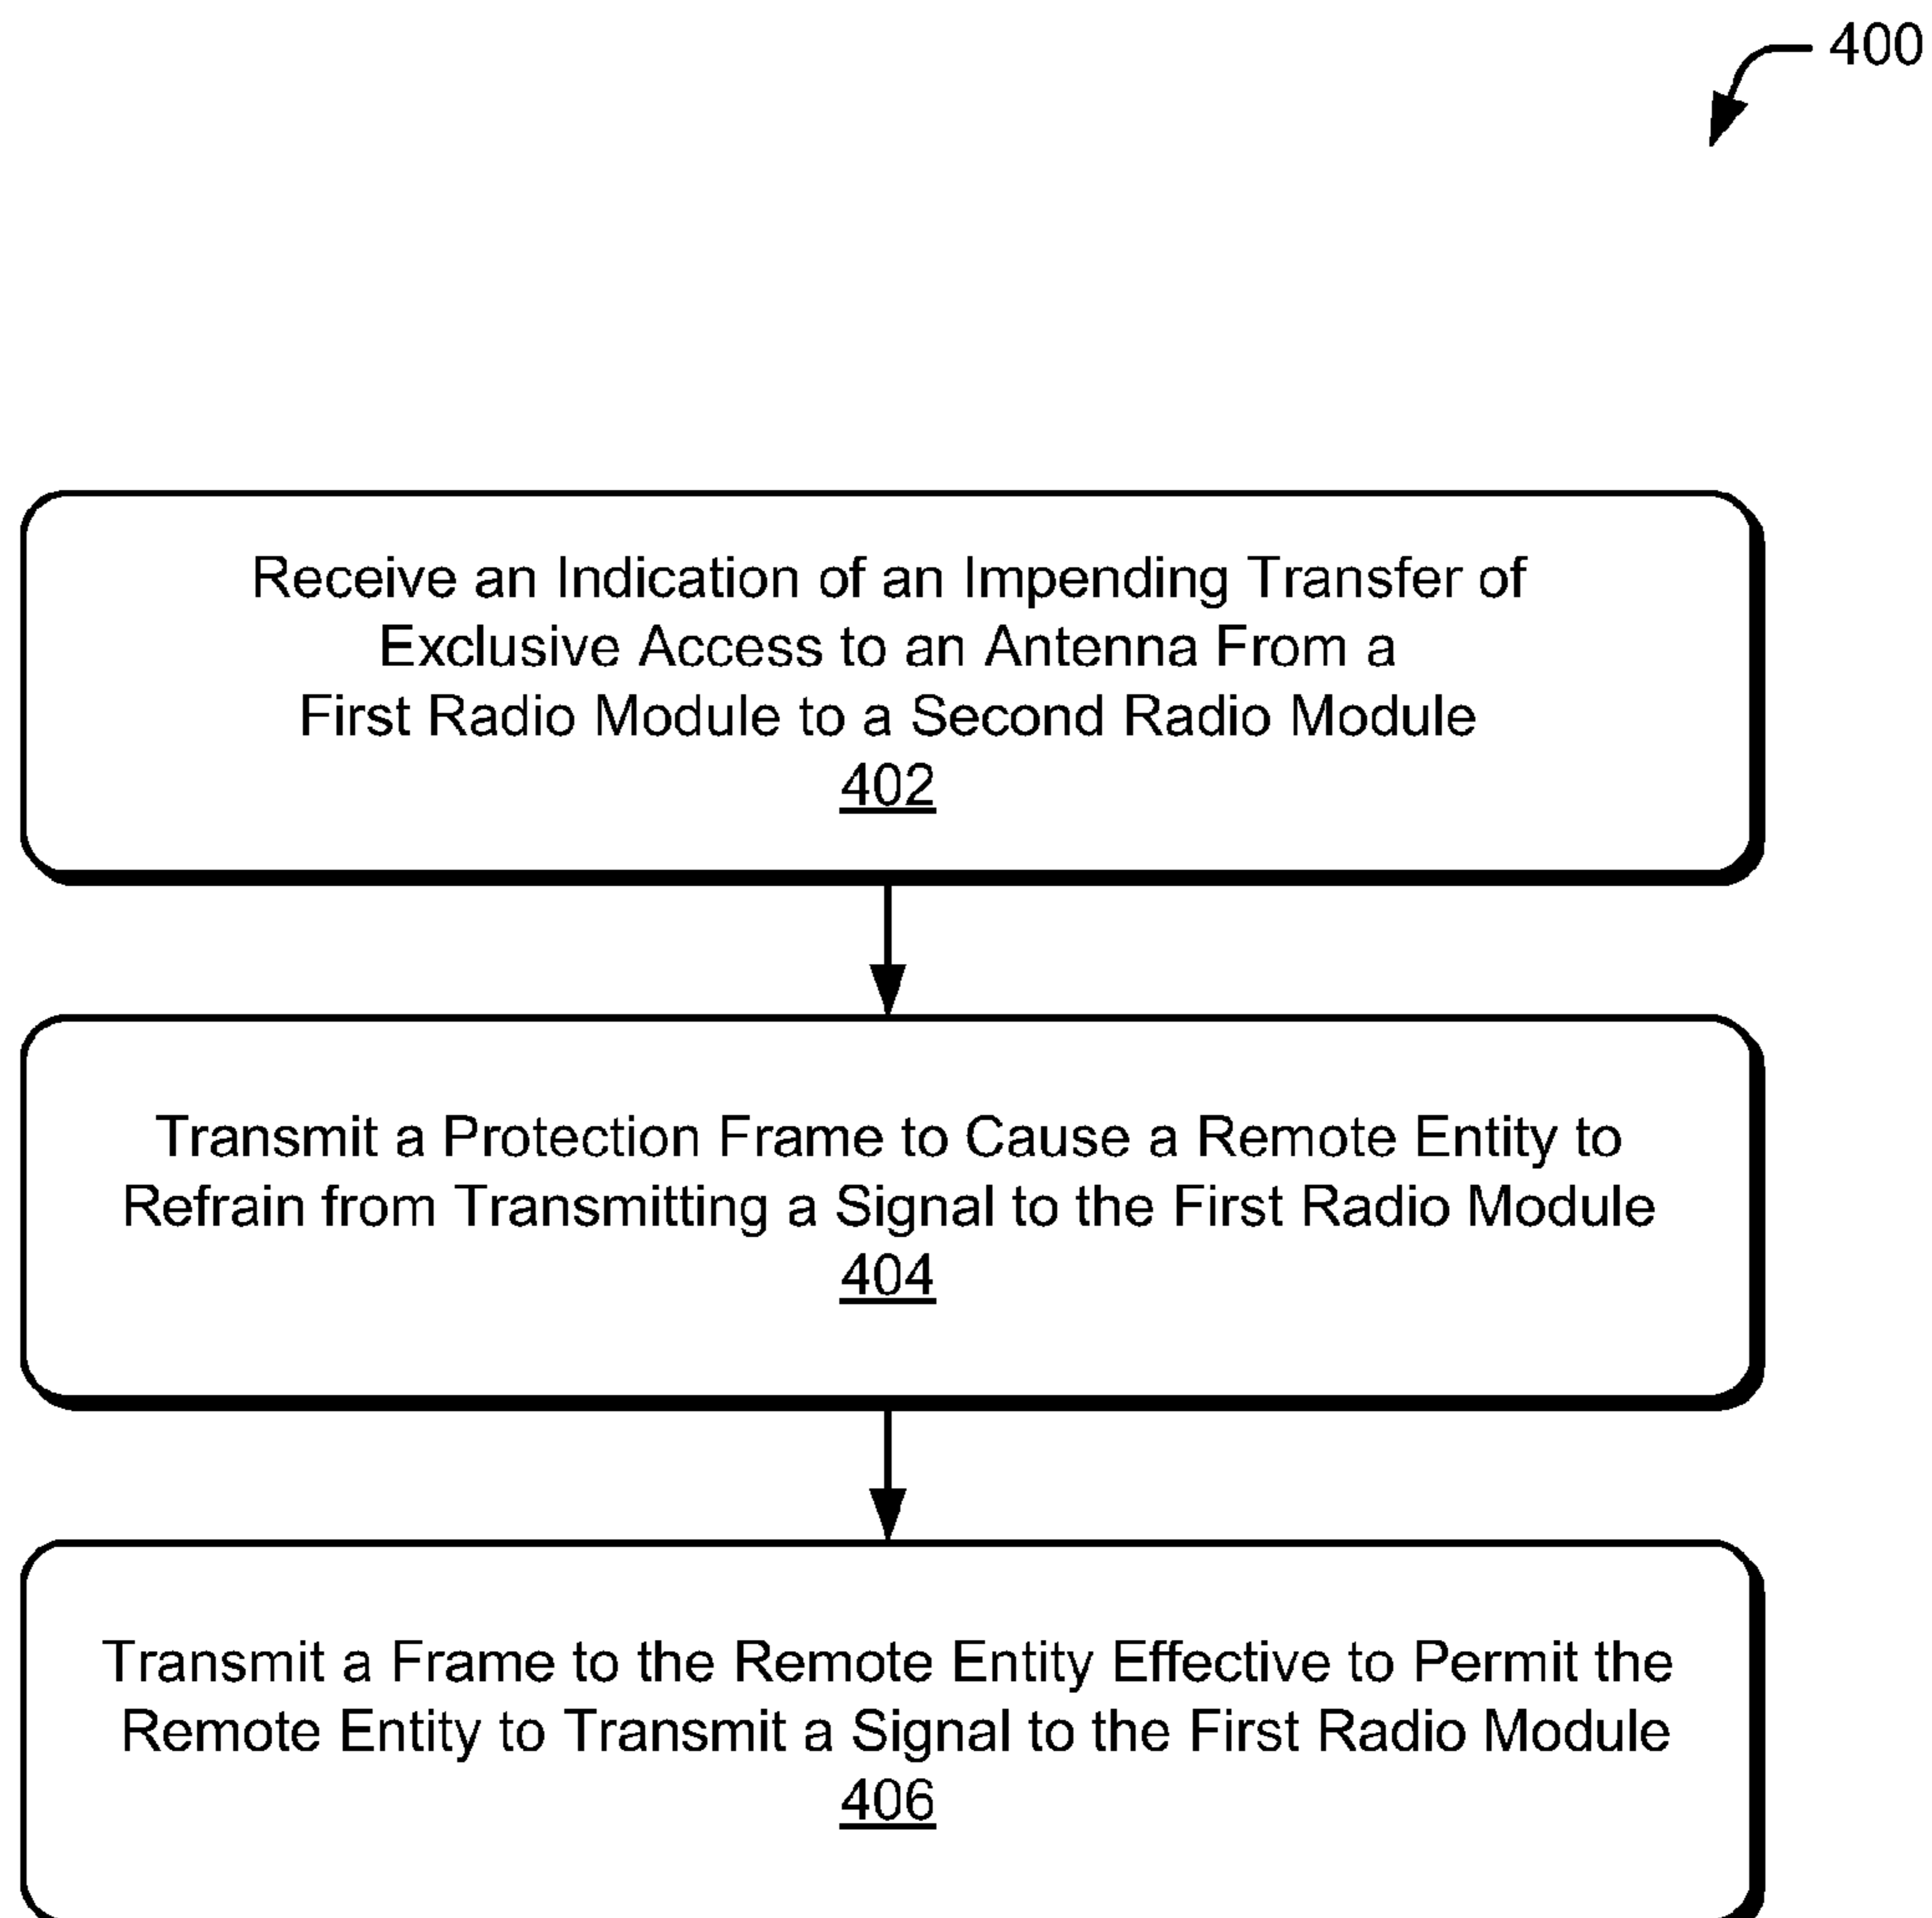 400
Receive an Indication of an Impending Transfer of
Exclusive Access to an Antenna From a
First Radio Module to a Second Radio Module
402
Transmit a Protection Frame to Cause a Remote Entity to
Refrain from Transmitting a Signal to the First Radio Module
404
Transmit a Frame to the Remote Entity Effective to Permit the
Remote Entity to Transmit a Signal to the First Radio Module
406